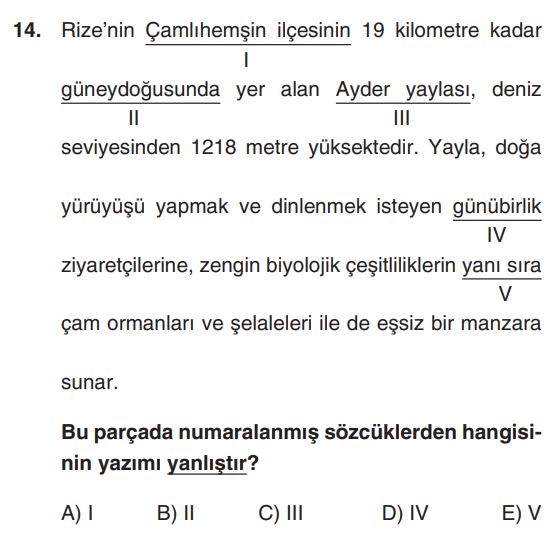 14. Rize'nin Çamlıhemşin ilçesinin 19 kilometre kadar
I
güneydoğusunda yer alan Ayder yaylası, deniz
II III
seviyesinden 1218 metre yüksektedir. Yayla, doğa
yürüyüşü yapmak ve dinlenmek isteyen günübirlik
IV
ziyaretçilerine, zengin biyolojik çeşitliliklerin yanı sıra
V
çam ormanları ve şelaleleri ile de eşsiz bir manzara
sunar.
Bu parçada numaralanmış sözcüklerden hangisi-
nin yazımı yanlıştır?
A) I B) II C) III D) IV E) V